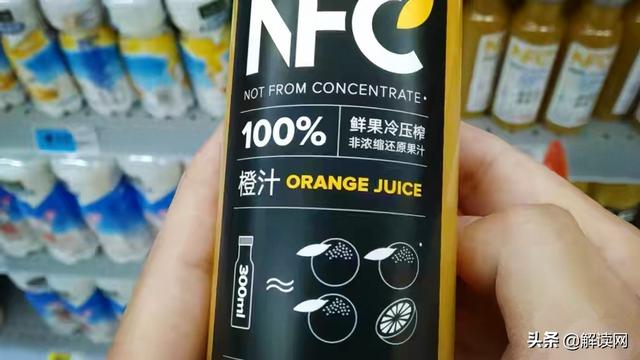 NFC
NOT FROM CONCENTRATE
100%
鲜果冷压榨
非浓缩还原果汁
橙汁 ORANGE JUICE
300ml
≈
头条 @解读网